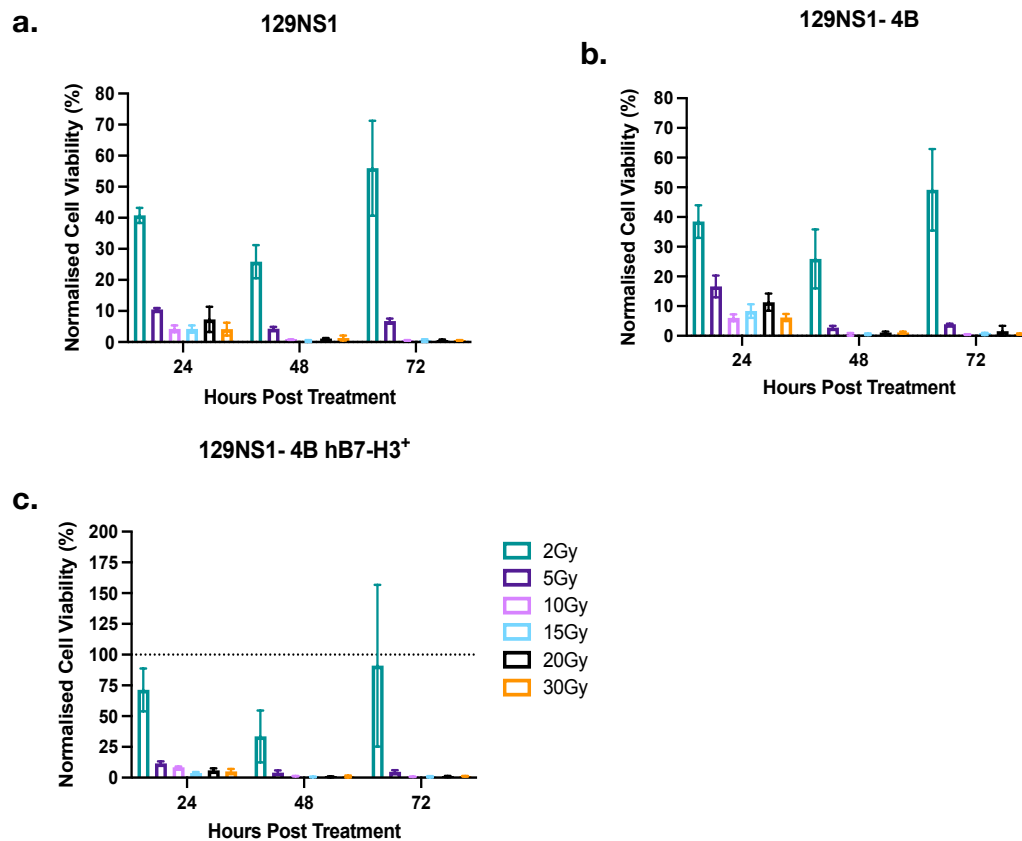 a.
129NS1
Normalised Cell Viability (%)
80
70
60
50
40
30
20
10
0
24
48
72
Hours Post Treatment
b.
129NS1- 4B
Normalised Cell Viability (%)
80
70
60
50
40
30
20
10
0
24
48
72
Hours Post Treatment
c.
129NS1- 4B hB7-H3⁺
Normalised Cell Viability (%)
200
175
150
125
100
75
50
25
0
24
48
72
Hours Post Treatment
2Gy
5Gy
10Gy
15Gy
20Gy
30Gy